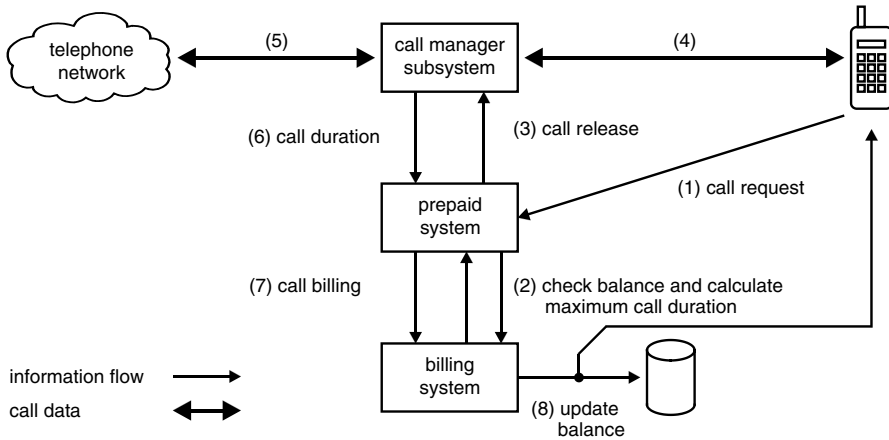 telephone
network
(5)
call manager
subsystem
(4)
(6) call duration
(3) call release
(1) call request
prepaid
system
(7) call billing
(2) check balance and calculate
maximum call duration
billing
system
(8) update
balance
information flow
call data